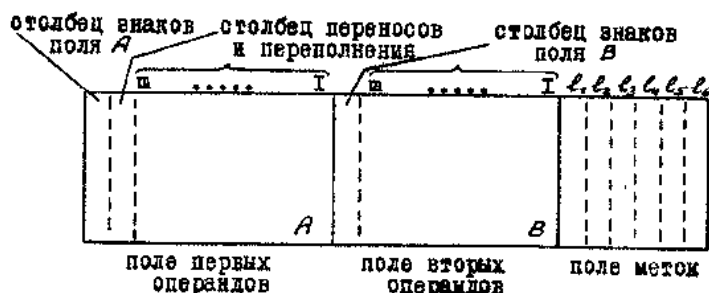 столбец знаков поля A
столбец переносов и переполнения
столбец знаков поля B
m ..... I
m ..... I
l₁ l₂ l₃ l₄ l₅ l₆
A
B
поле первых операндов
поле вторых операндов
поле меток